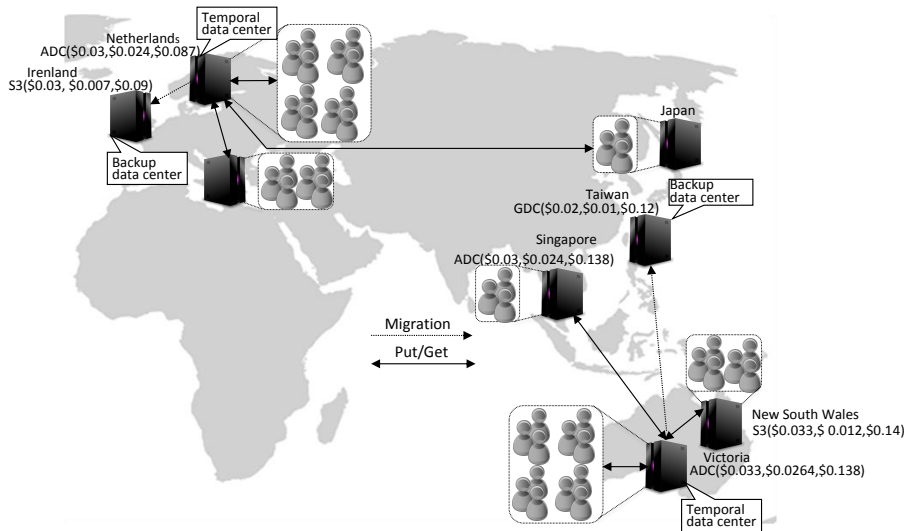 Temporal
data center
Netherlands
ADC($0.03,$0.024,$0.087)
Irenland
S3($0.03, $0.007,$0.09)
Backup
data center
Japan
Taiwan
GDC($0.02,$0.01,$0.12)
Backup
data center
Singapore
ADC($0.03,$0.024,$0.138)
Migration
Put/Get
New South Wales
S3($0.033,$ 0.012,$0.14)
Victoria
ADC($0.033,$0.0264,$0.138)
Temporal
data center